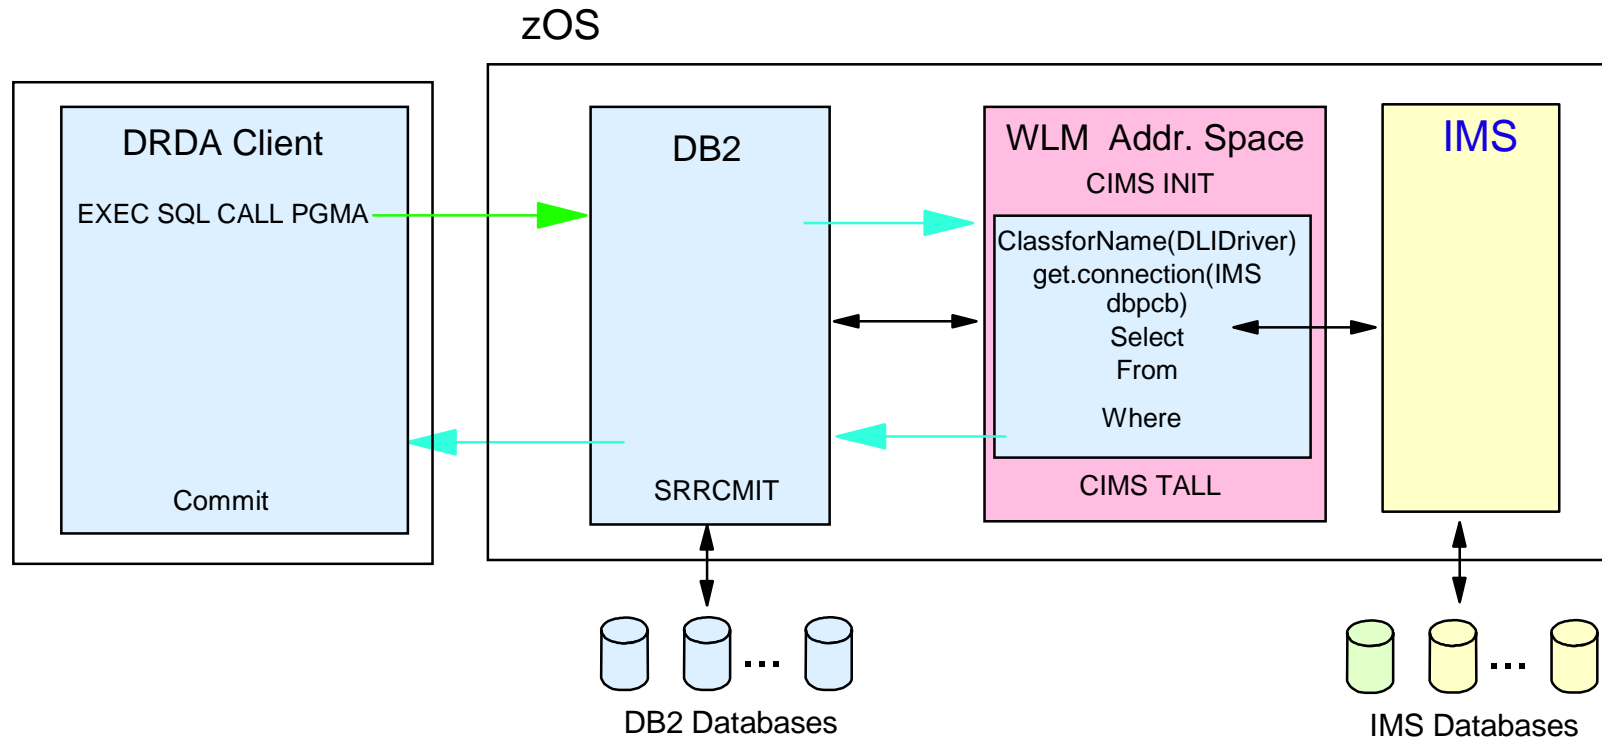 zOS
DRDA Client
EXEC SQL CALL PGMA
Commit
DB2
SRRCMIT
WLM Addr. Space
CIMS INIT
ClassforName(DLIDriver)
get.connection(IMS
dbpcb)
Select
From
Where
CIMS TALL
IMS
...
DB2 Databases
...
IMS Databases